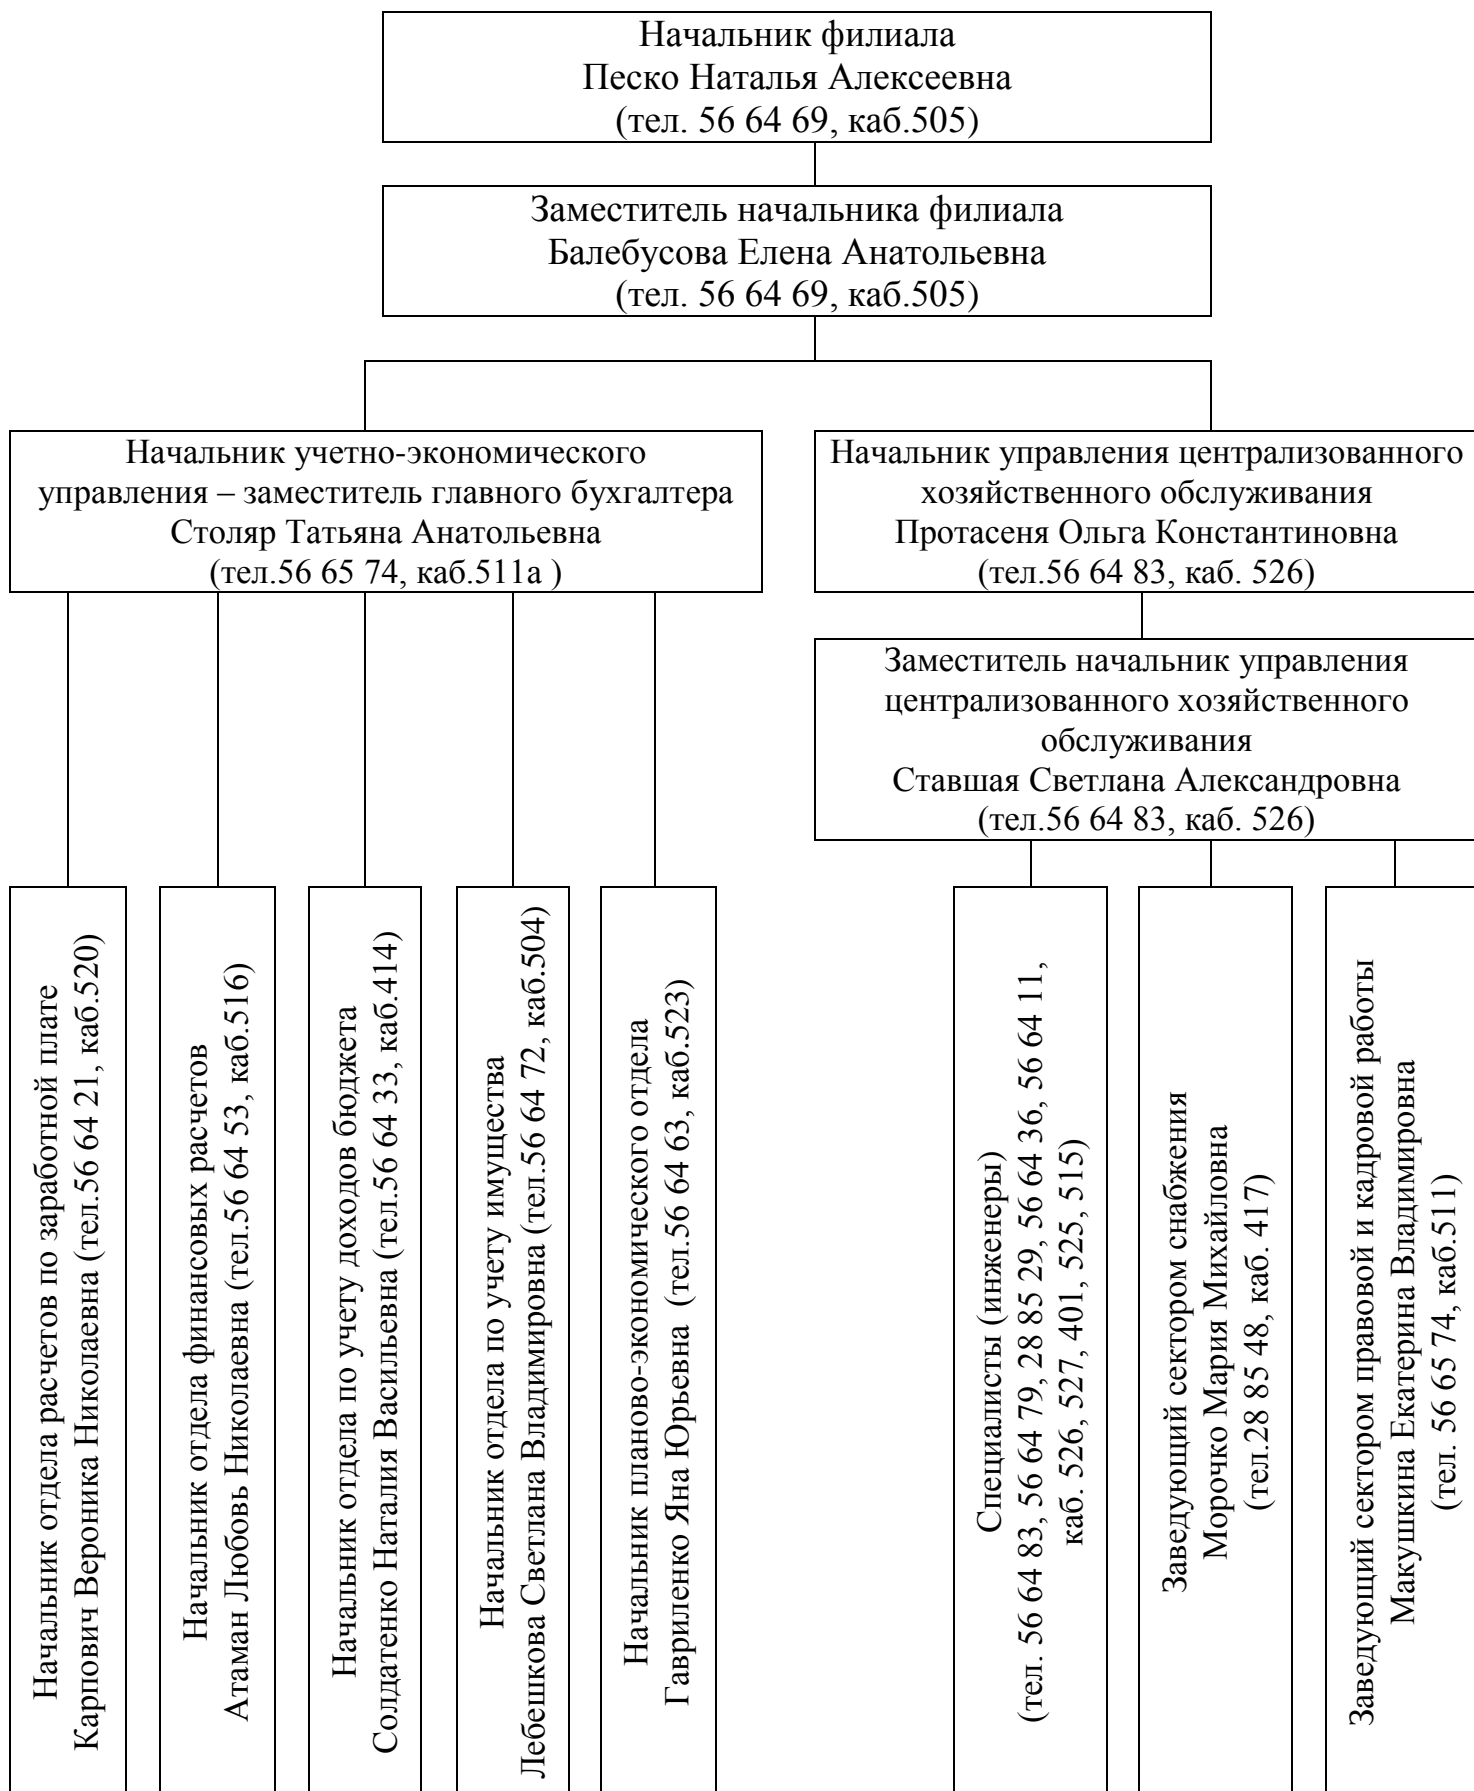 Начальник филиала
Песко Наталья Алексеевна
(тел. 56 64 69, каб.505)
Заместитель начальника филиала
Балебусова Елена Анатольевна
(тел. 56 64 69, каб.505)
Начальник учетно-экономического
управления – заместитель главного бухгалтера
Столяр Татьяна Анатольевна
(тел.56 65 74, каб.511а )
Начальник управления централизованного
хозяйственного обслуживания
Протасеня Ольга Константиновна
(тел.56 64 83, каб. 526)
Заместитель начальник управления
централизованного хозяйственного
обслуживания
Ставшая Светлана Александровна
(тел.56 64 83, каб. 526)
Начальник отдела расчетов по заработной плате
Карпович Вероника Николаевна (тел.56 64 21, каб.520)
Начальник отдела финансовых расчетов
Атаман Любовь Николаевна (тел.56 64 53, каб.516)
Начальник отдела по учету доходов бюджета
Солдатенко Наталия Васильевна (тел.56 64 33, каб.414)
Начальник отдела по учету имущества
Лебешкова Светлана Владимировна (тел.56 64 72, каб.504)
Начальник планово-экономического отдела
Гавриленко Яна Юрьевна (тел.56 64 63, каб.523)
Специалисты (инженеры)
(тел. 56 64 83, 56 64 79, 28 85 29, 56 64 36, 56 64 11,
каб. 526, 527, 401, 525, 515)
Заведующий сектором снабжения
Морочко Мария Михайловна
(тел.28 85 48, каб. 417)
Заведующий сектором правовой и кадровой работы
Макушкина Екатерина Владимировна
(тел. 56 65 74, каб.511)